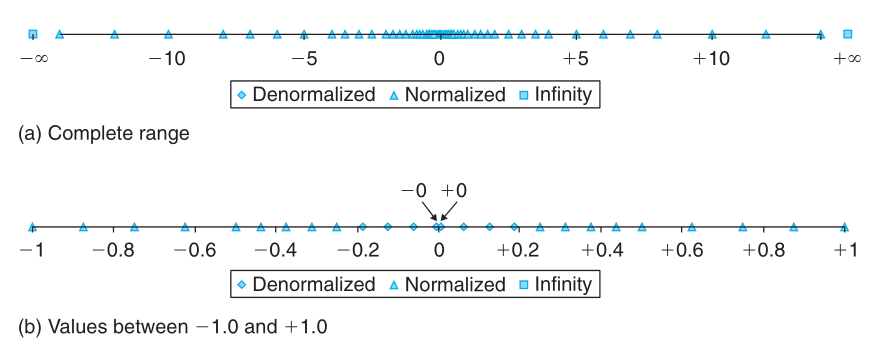 −∞ −10 −5 0 +5 +10 +∞
Denormalized Normalized Infinity
(a) Complete range
−0 +0
−1 −0.8 −0.6 −0.4 −0.2 0 +0.2 +0.4 +0.6 +0.8 +1
Denormalized Normalized Infinity
(b) Values between −1.0 and +1.0